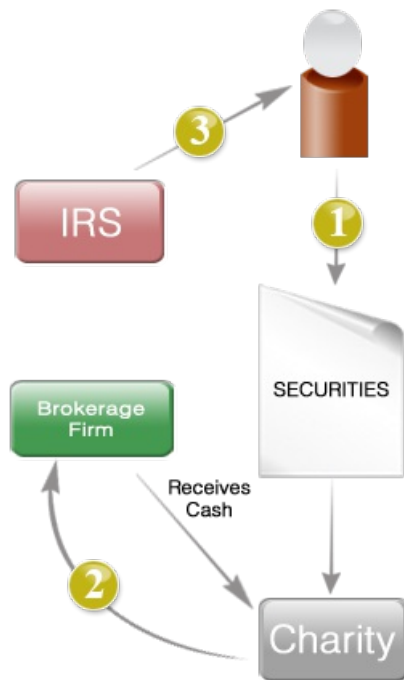 3
IRS
1
SECURITIES
Brokerage
Firm
Receives
Cash
2
Charity